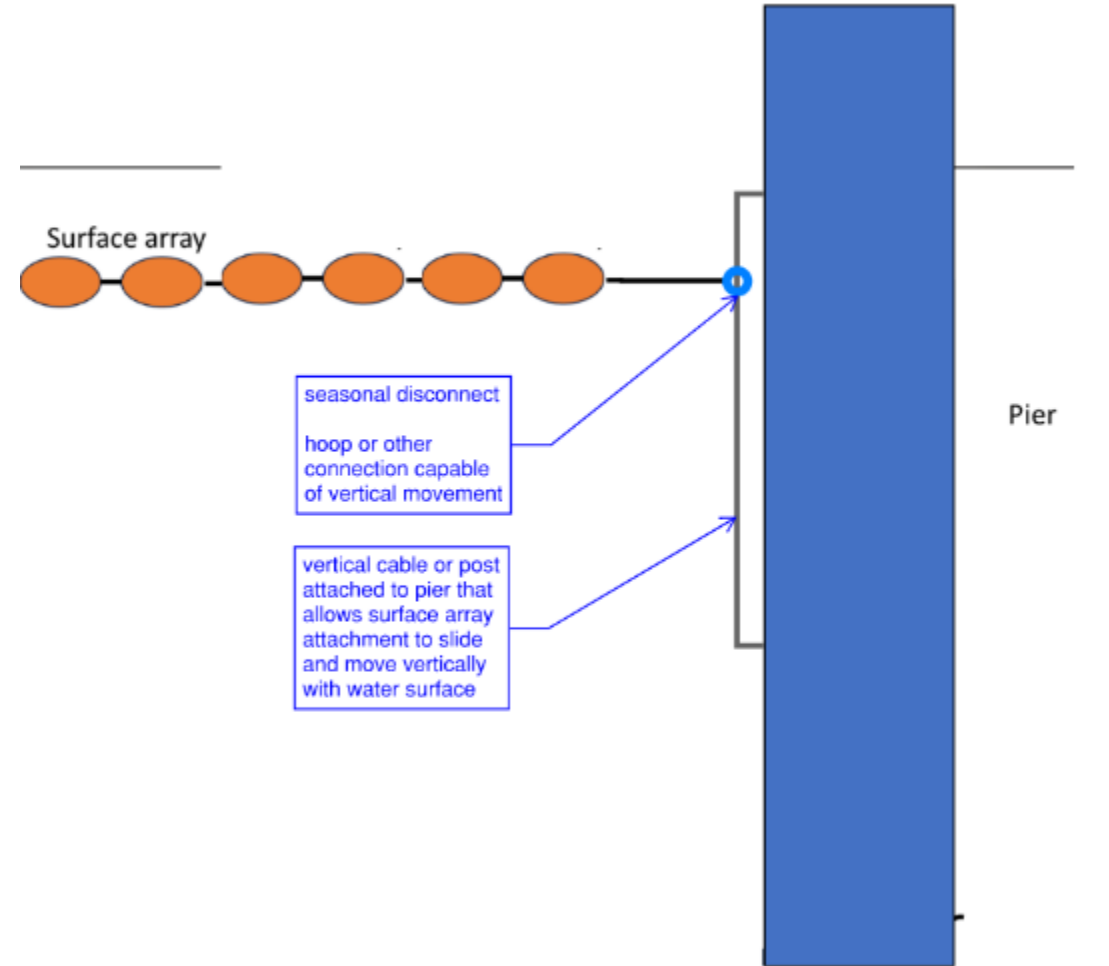 Surface array
seasonal disconnect
hoop or other
connection capable
of vertical movement
Pier
vertical cable or post
attached to pier that
allows surface array
attachment to slide
and move vertically
with water surface